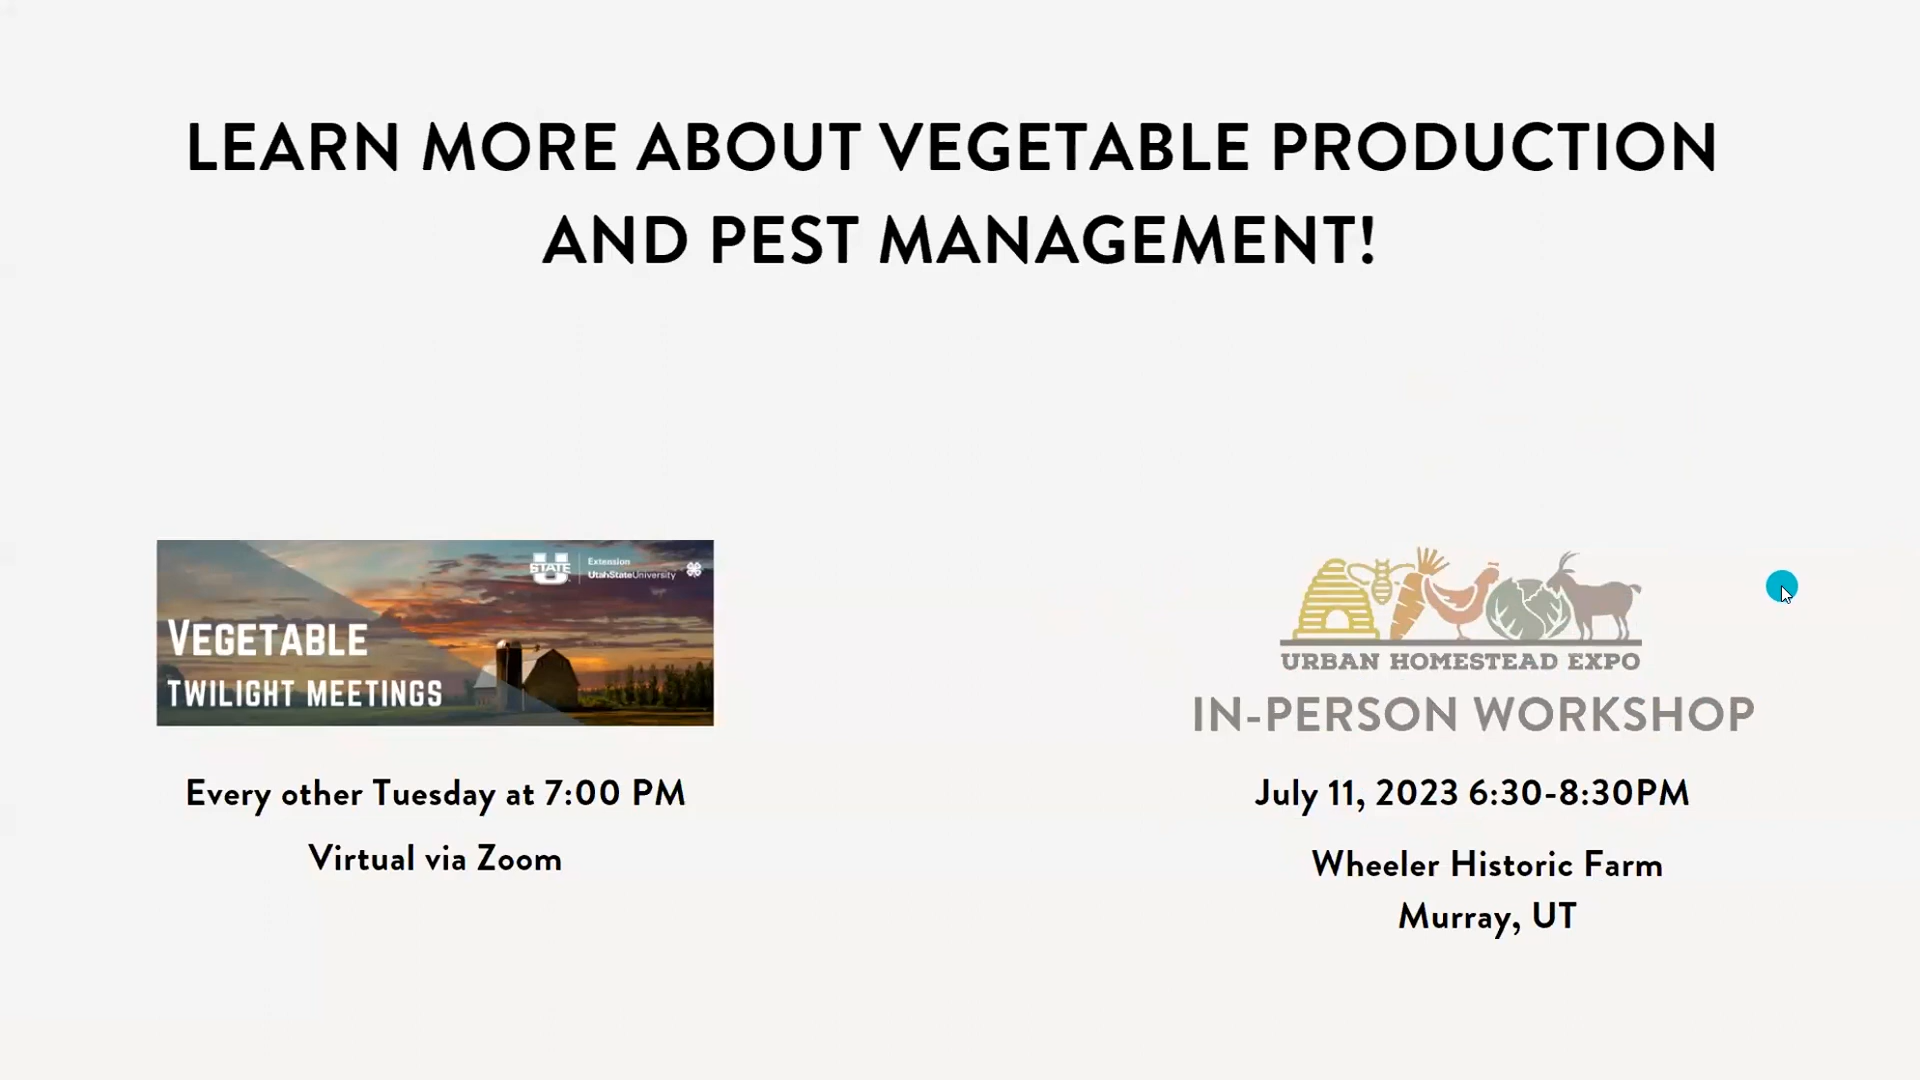 LEARN MORE ABOUT VEGETABLE PRODUCTION
AND PEST MANAGEMENT!
U
STATE
Extension
UtahStateUniversity
VEGETABLE
TWILIGHT MEETINGS
Every other Tuesday at 7:00 PM
Virtual via Zoom
URBAN HOMESTEAD EXPO
IN-PERSON WORKSHOP
July 11, 2023 6:30-8:30PM
Wheeler Historic Farm
Murray, UT